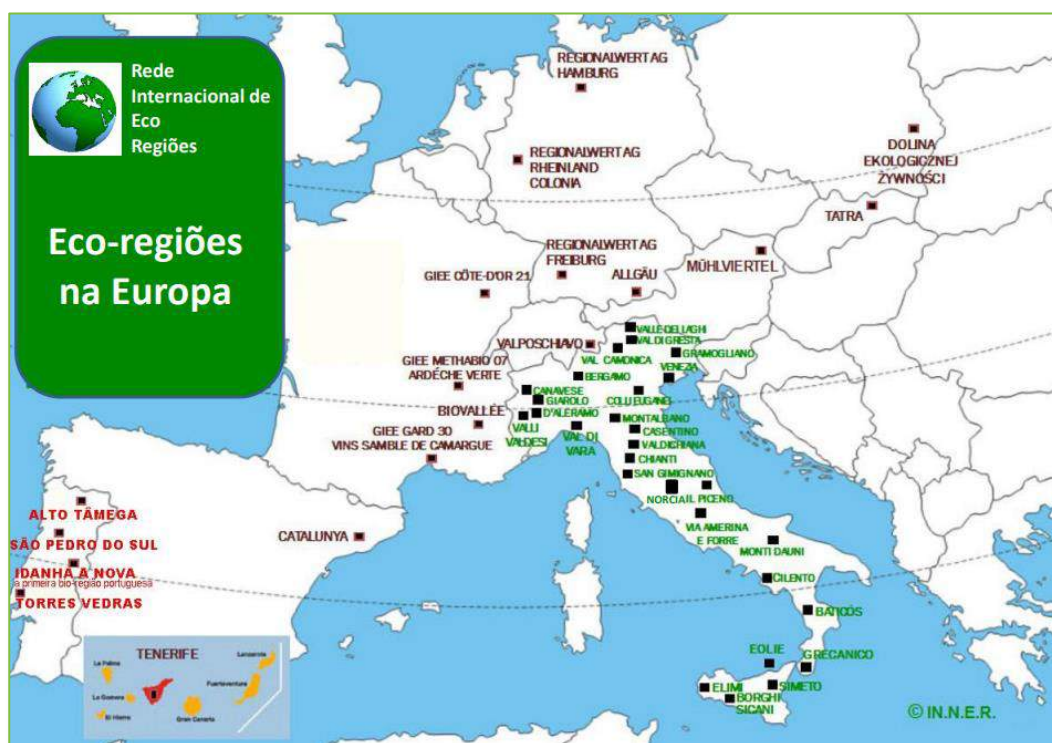 Rede
Internacional de
Eco
Regiões
Eco-regiões
na Europa
REGIONALWERT AG
HAMBURG
REGIONALWERT AG
RHEINLAND
COLONIA
DOLINA
EKOLOGICZNEJ
ŻYWNOŚCI
TATRA
REGIONALWERT AG
FREIBURG
ALLGÄU
MÜHLVIERTEL
GIEE CÔTE-D'OR 21
VALPOSCHIAVO
VALLE DEI LAGHI
VAL DI GRESTA
VAL CAMONICA
GRAMOGLIANO
GIEE METHABIO 07
ARDÉCHE VERTE
BERGAMO
VENEZIA
CANAVESE
GIAROLO
COLLI EUGANEI
BIOVALLÉE
D'ALERAMO
MONTALBANO
GIEE GARD 30
VINS SAMBLE DE CAMARGUE
VALLI
VALDESI
VAL DI
VARA
CASENTINO
VALDICHIANA
CHIANTI
SAN GIMIGNANO
NORCIA
IL PICENO
ALTO TÂMEGA
SÃO PEDRO DO SUL
CATALUNYA
VIA AMERINA
E FORRE
MONTI DAUNI
IDANHA A NOVA
a primeira bio-região portuguesa
TORRES VEDRAS
CILENTO
BATICÒS
EOLIE
GRECANICO
ELIMI
SIMETO
BORGHI
SICANI
TENERIFE
La Palma
La Gomera
El Hierro
Gran Canaria
Lanzarote
Fuerteventura
© IN.N.E.R.